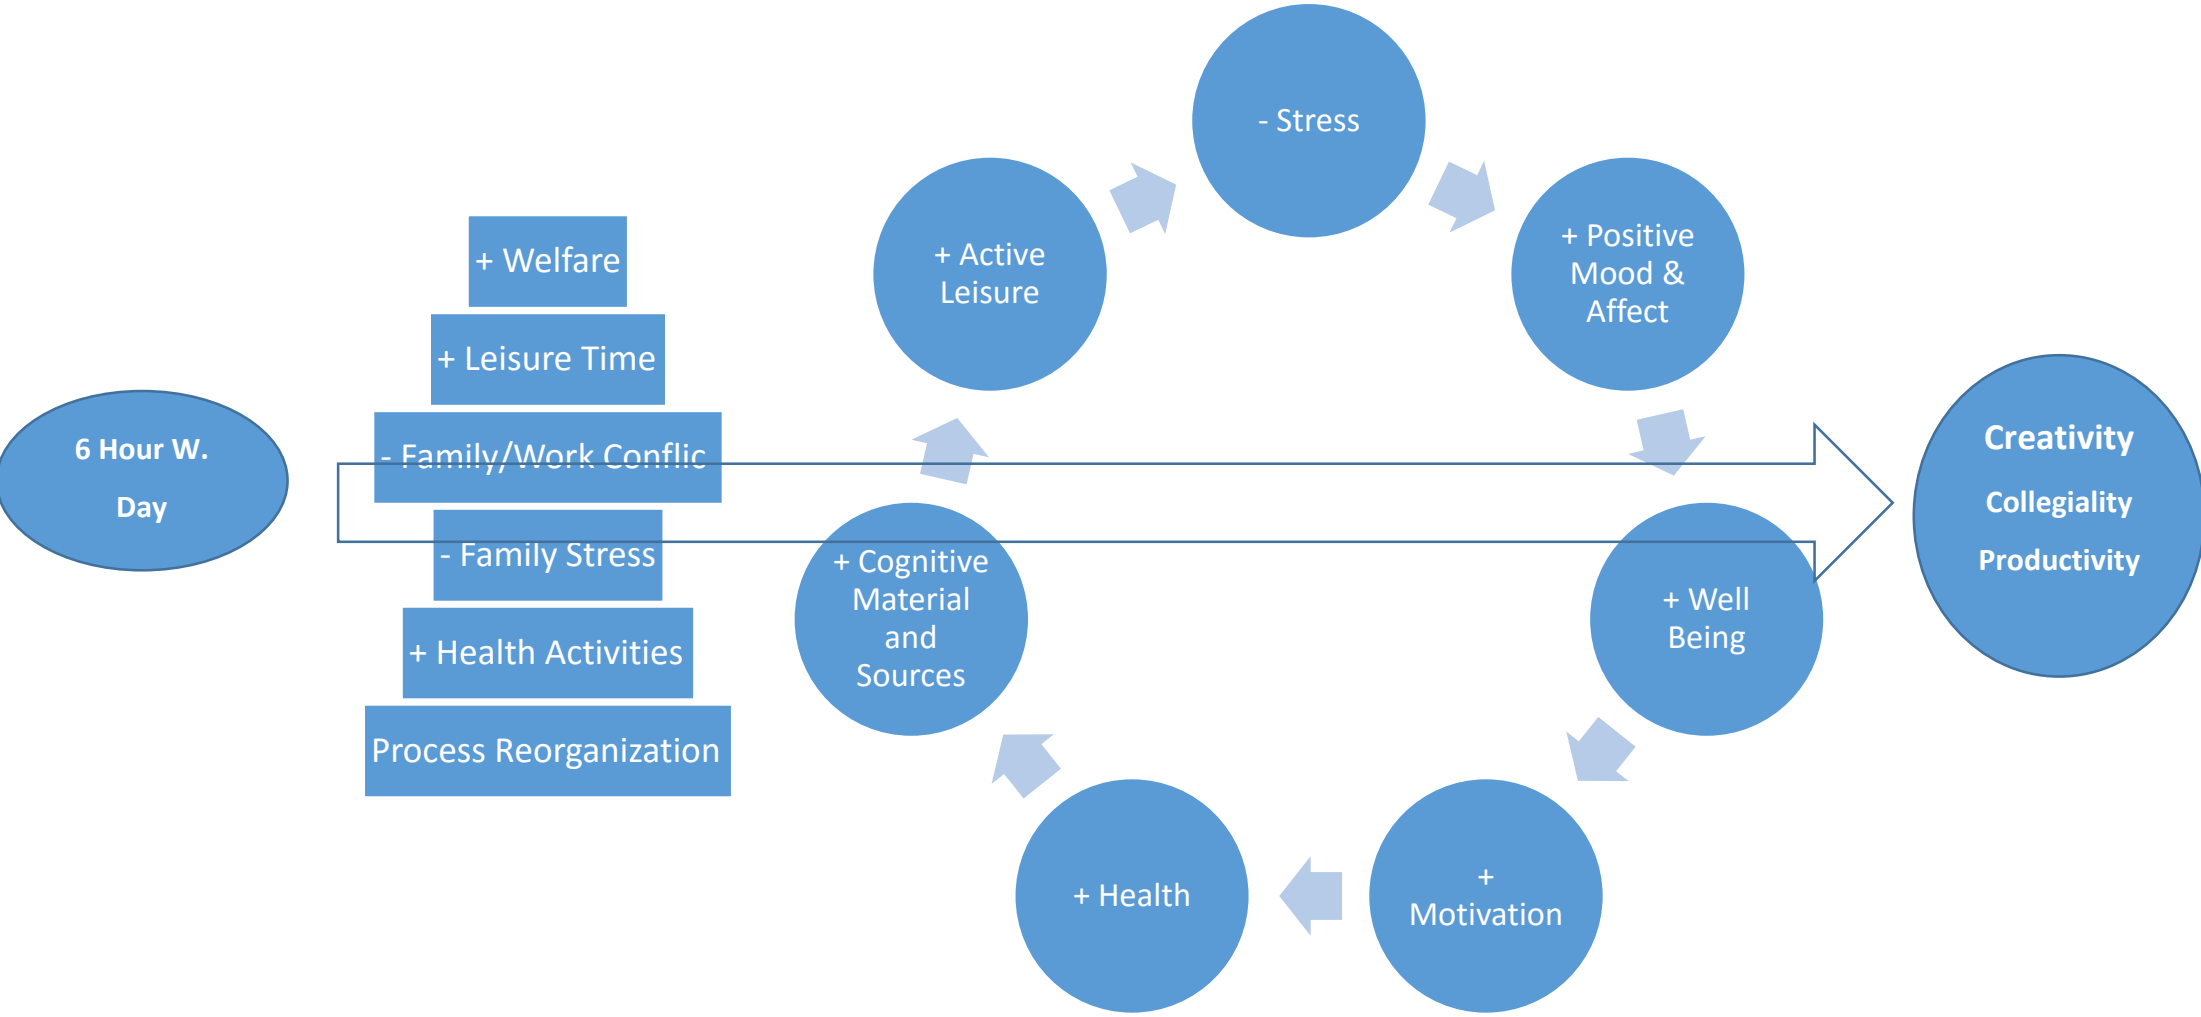 6 Hour W.
Day
+ Welfare
+ Leisure Time
- Family/Work Conflic
- Family Stress
+ Health Activities
Process Reorganization
- Stress
+ Positive
Mood &
Affect
+ Well
Being
+
Motivation
+ Health
+ Cognitive
Material
and
Sources
+ Active
Leisure
Creativity
Collegiality
Productivity